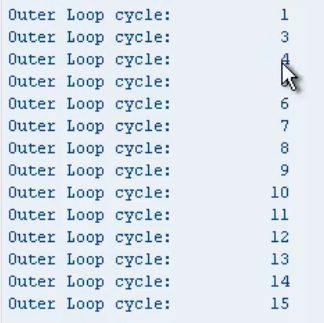 Outer Loop cycle: 1
Outer Loop cycle: 3
Outer Loop cycle: 4
Outer Loop cycle:
Outer Loop cycle: 6
Outer Loop cycle: 7
Outer Loop cycle: 8
Outer Loop cycle: 9
Outer Loop cycle: 10
Outer Loop cycle: 11
Outer Loop cycle: 12
Outer Loop cycle: 13
Outer Loop cycle: 14
Outer Loop cycle: 15